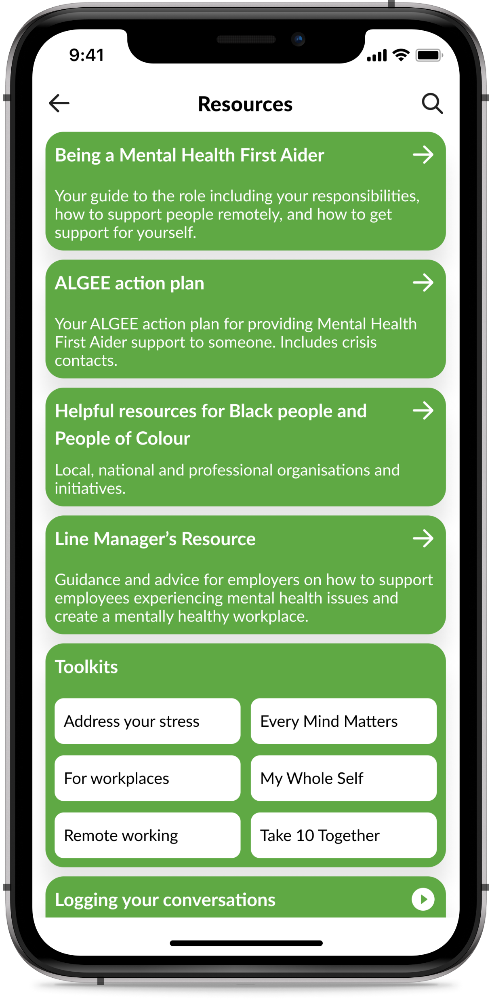 9:41
Resources
Being a Mental Health First Aider
Your guide to the role including your responsibilities,
how to support people remotely, and how to get
support for yourself.
ALGEE action plan
Your ALGEE action plan for providing Mental Health
First Aider support to someone. Includes crisis
contacts.
Helpful resources for Black people and
People of Colour
Local, national and professional organisations and
initiatives.
Line Manager’s Resource
Guidance and advice for employers on how to support
employees experiencing mental health issues and
create a mentally healthy workplace.
Toolkits
Address your stress
Every Mind Matters
For workplaces
My Whole Self
Remote working
Take 10 Together
Logging your conversations